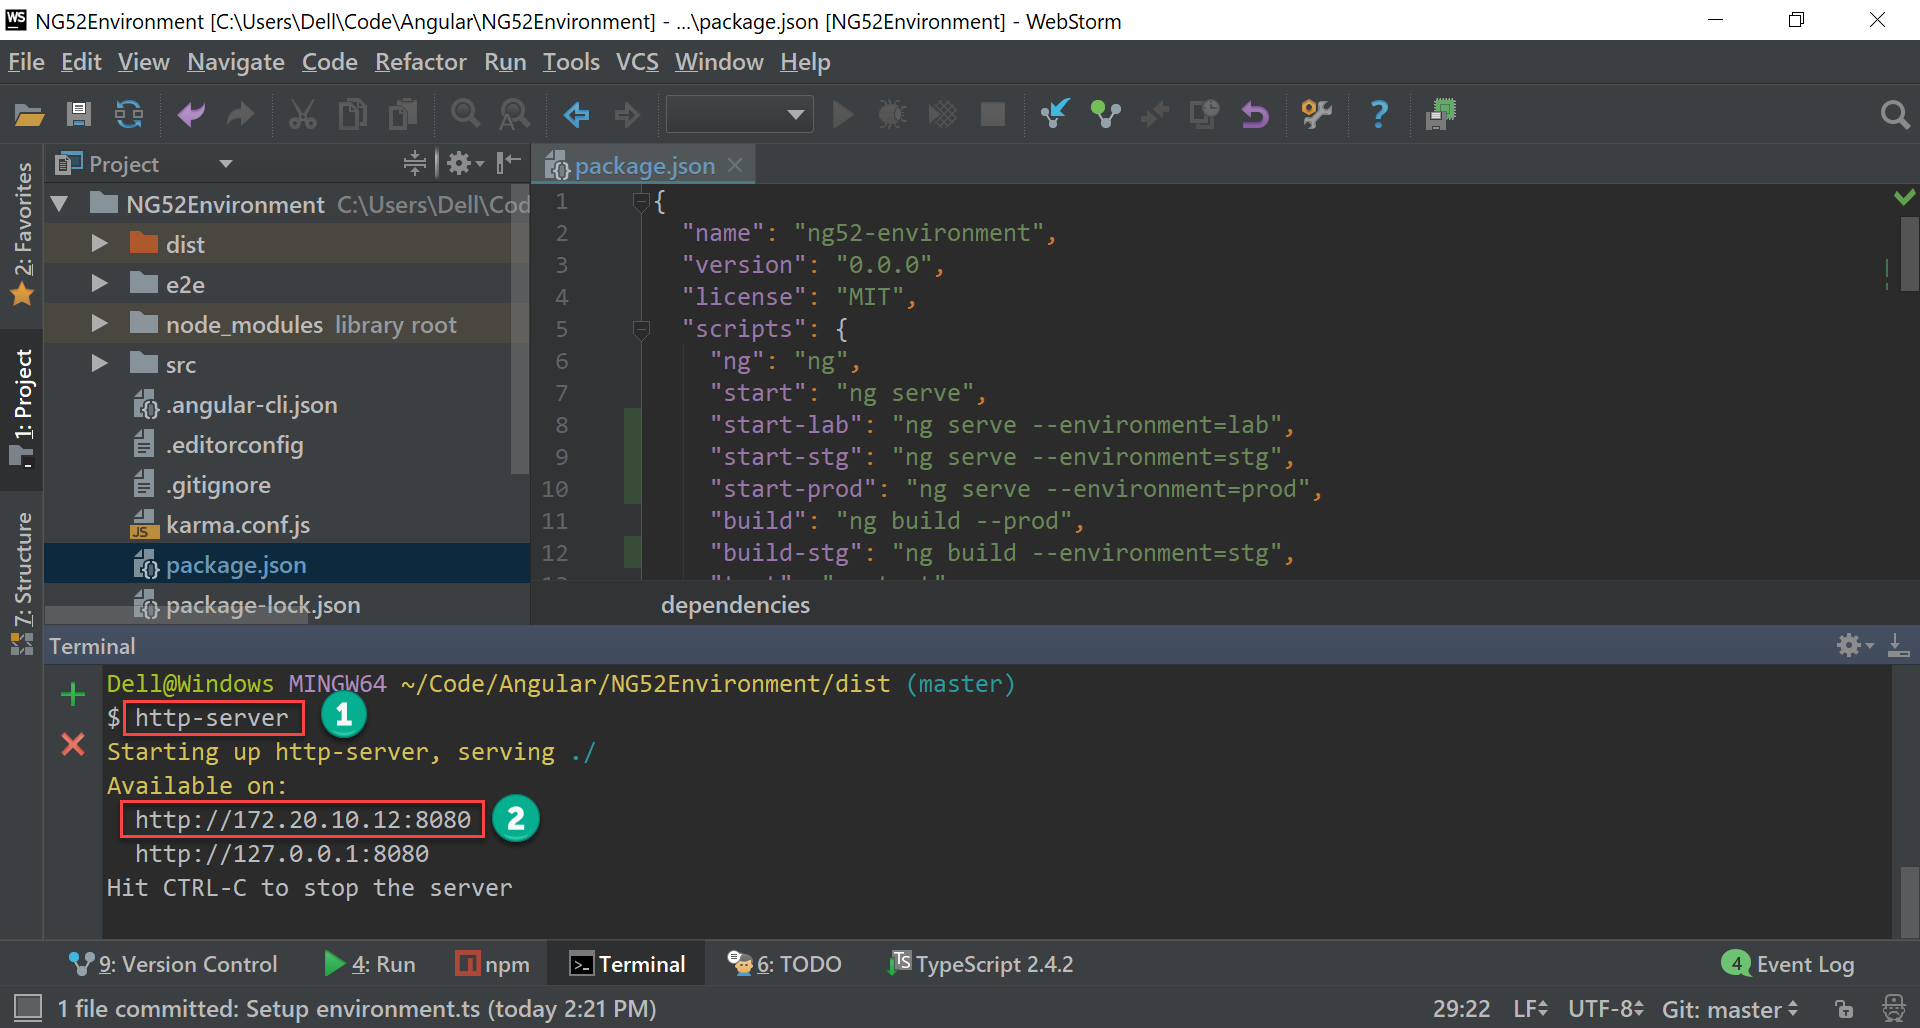 WS NG52Environment [C:\Users\Dell\Code\Angular\NG52Environment] - ...\package.json [NG52Environment] - WebStorm
File Edit View Navigate Code Refactor Run Tools VCS Window Help
Project
package.json
2: Favorites
1: Project
7: Structure
NG52Environment C:\Users\Dell\Cod
dist
e2e
node_modules library root
src
.angular-cli.json
.editorconfig
.gitignore
JS karma.conf.js
package.json
package-lock.json
1 {
2 "name": "ng52-environment",
3 "version": "0.0.0",
4 "license": "MIT",
5 "scripts": {
6 "ng": "ng",
7 "start": "ng serve",
8 "start-lab": "ng serve --environment=lab",
9 "start-stg": "ng serve --environment=stg",
10 "start-prod": "ng serve --environment=prod",
11 "build": "ng build --prod",
12 "build-stg": "ng build --environment=stg",
dependencies
Terminal
Dell@Windows MINGW64 ~/Code/Angular/NG52Environment/dist (master)
$ http-server 1
Starting up http-server, serving ./
Available on:
http://172.20.10.12:8080 2
http://127.0.0.1:8080
Hit CTRL-C to stop the server
9: Version Control 4: Run npm Terminal 6: TODO TS TypeScript 2.4.2 4 Event Log
1 file committed: Setup environment.ts (today 2:21 PM) 29:22 LF UTF-8 Git: master